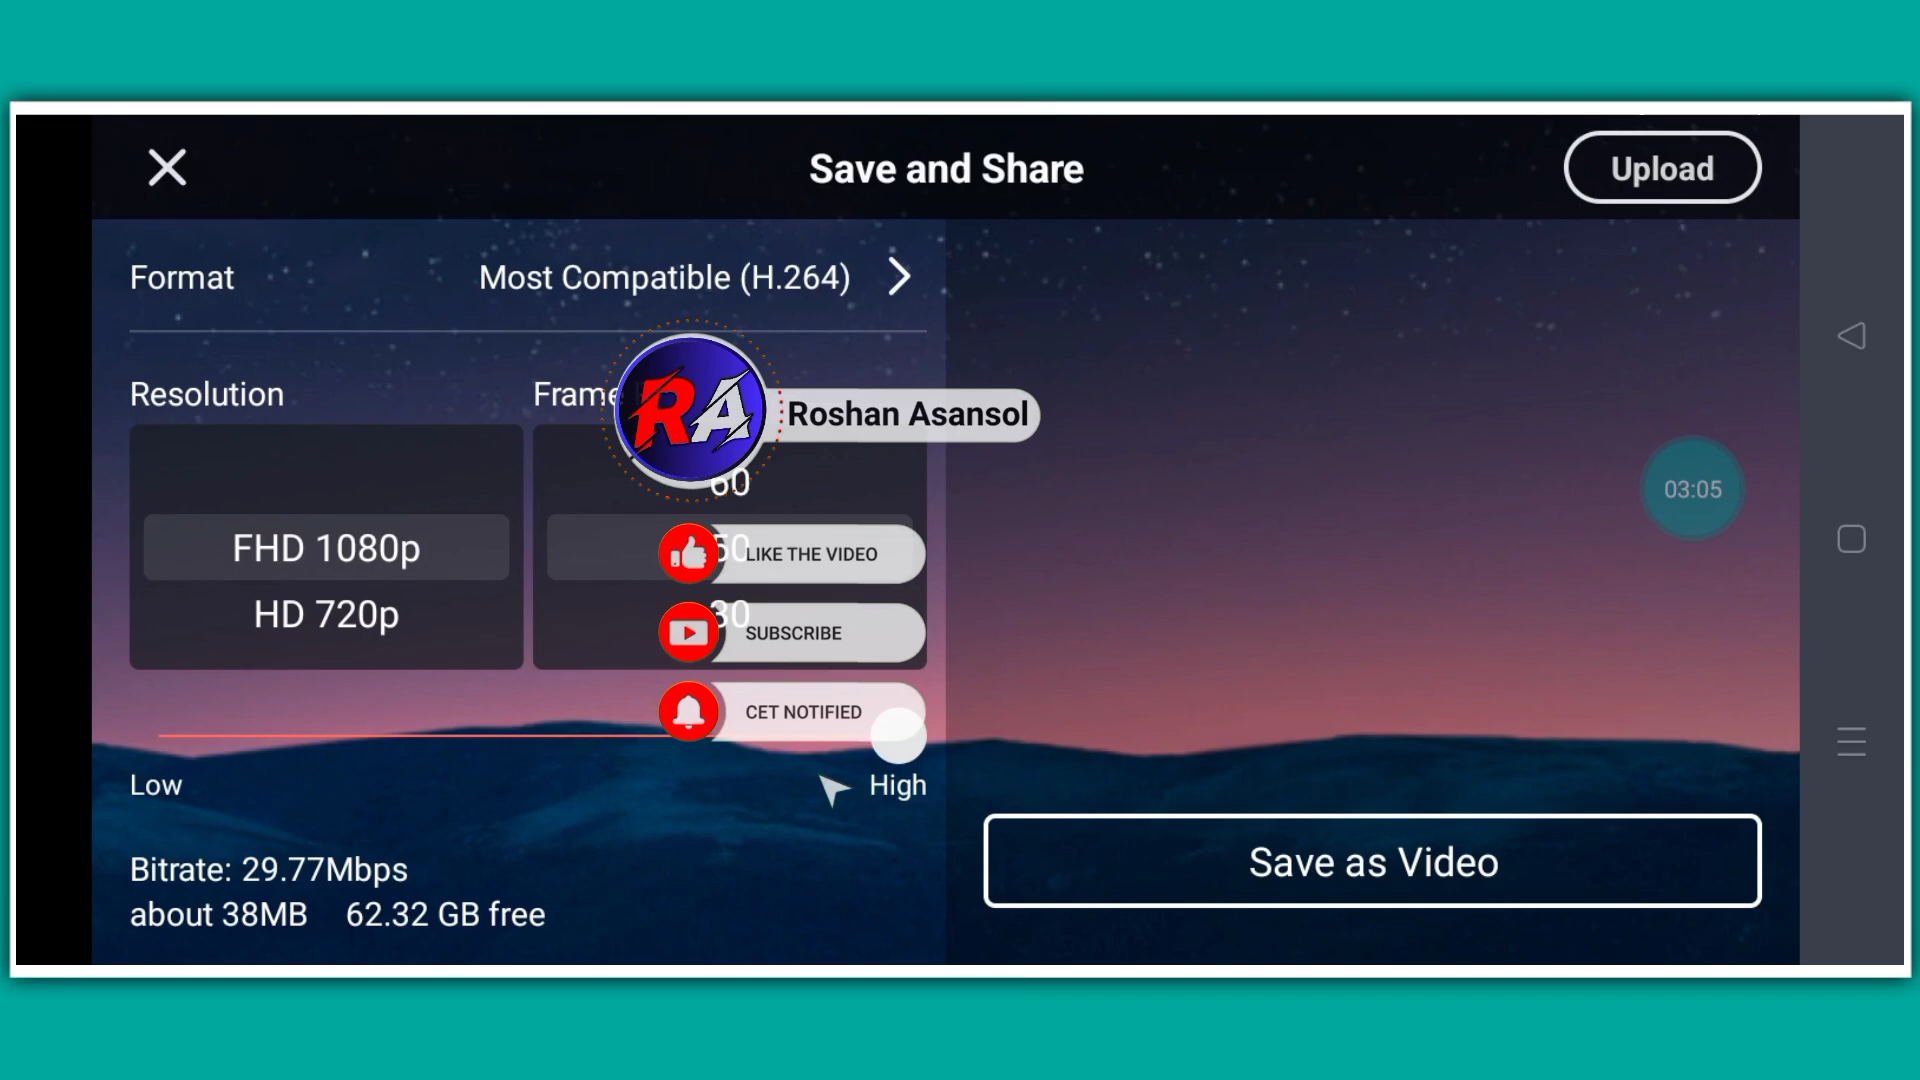 Save and Share
Upload
Format
Most Compatible (H.264)
Resolution
Frame
RA
Roshan Asansol
60
FHD 1080p
50
LIKE THE VIDEO
03:05
HD 720p
30
SUBSCRIBE
CET NOTIFIED
Low
High
Save as Video
Bitrate: 29.77Mbps
about 38MB 62.32 GB free